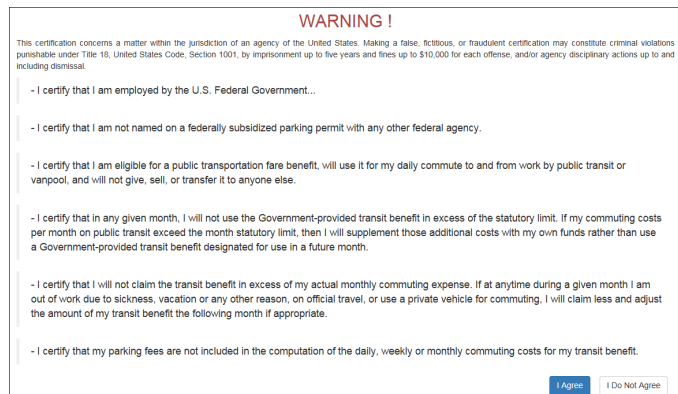 WARNING !
This certification concerns a matter within the jurisdiction of an agency of the United States. Making a false, fictitious, or fraudulent certification may constitute criminal violations
punishable under Title 18, United States Code, Section 1001, by imprisonment up to five years and fines up to $10,000 for each offense, and/or agency disciplinary actions up to and
including dismissal.
- I certify that I am employed by the U.S. Federal Government...
- I certify that I am not named on a federally subsidized parking permit with any other federal agency.
- I certify that I am eligible for a public transportation fare benefit, will use it for my daily commute to and from work by public transit or
vanpool, and will not give, sell, or transfer it to anyone else.
- I certify that in any given month, I will not use the Government-provided transit benefit in excess of the statutory limit. If my commuting costs
per month on public transit exceed the month statutory limit, then I will supplement those additional costs with my own funds rather than use
a Government-provided transit benefit designated for use in a future month.
- I certify that I will not claim the transit benefit in excess of my actual monthly commuting expense. If at anytime during a given month I am
out of work due to sickness, vacation or any other reason, on official travel, or use a private vehicle for commuting, I will claim less and adjust
the amount of my transit benefit the following month if appropriate.
- I certify that my parking fees are not included in the computation of the daily, weekly or monthly commuting costs for my transit benefit.
I Agree I Do Not Agree